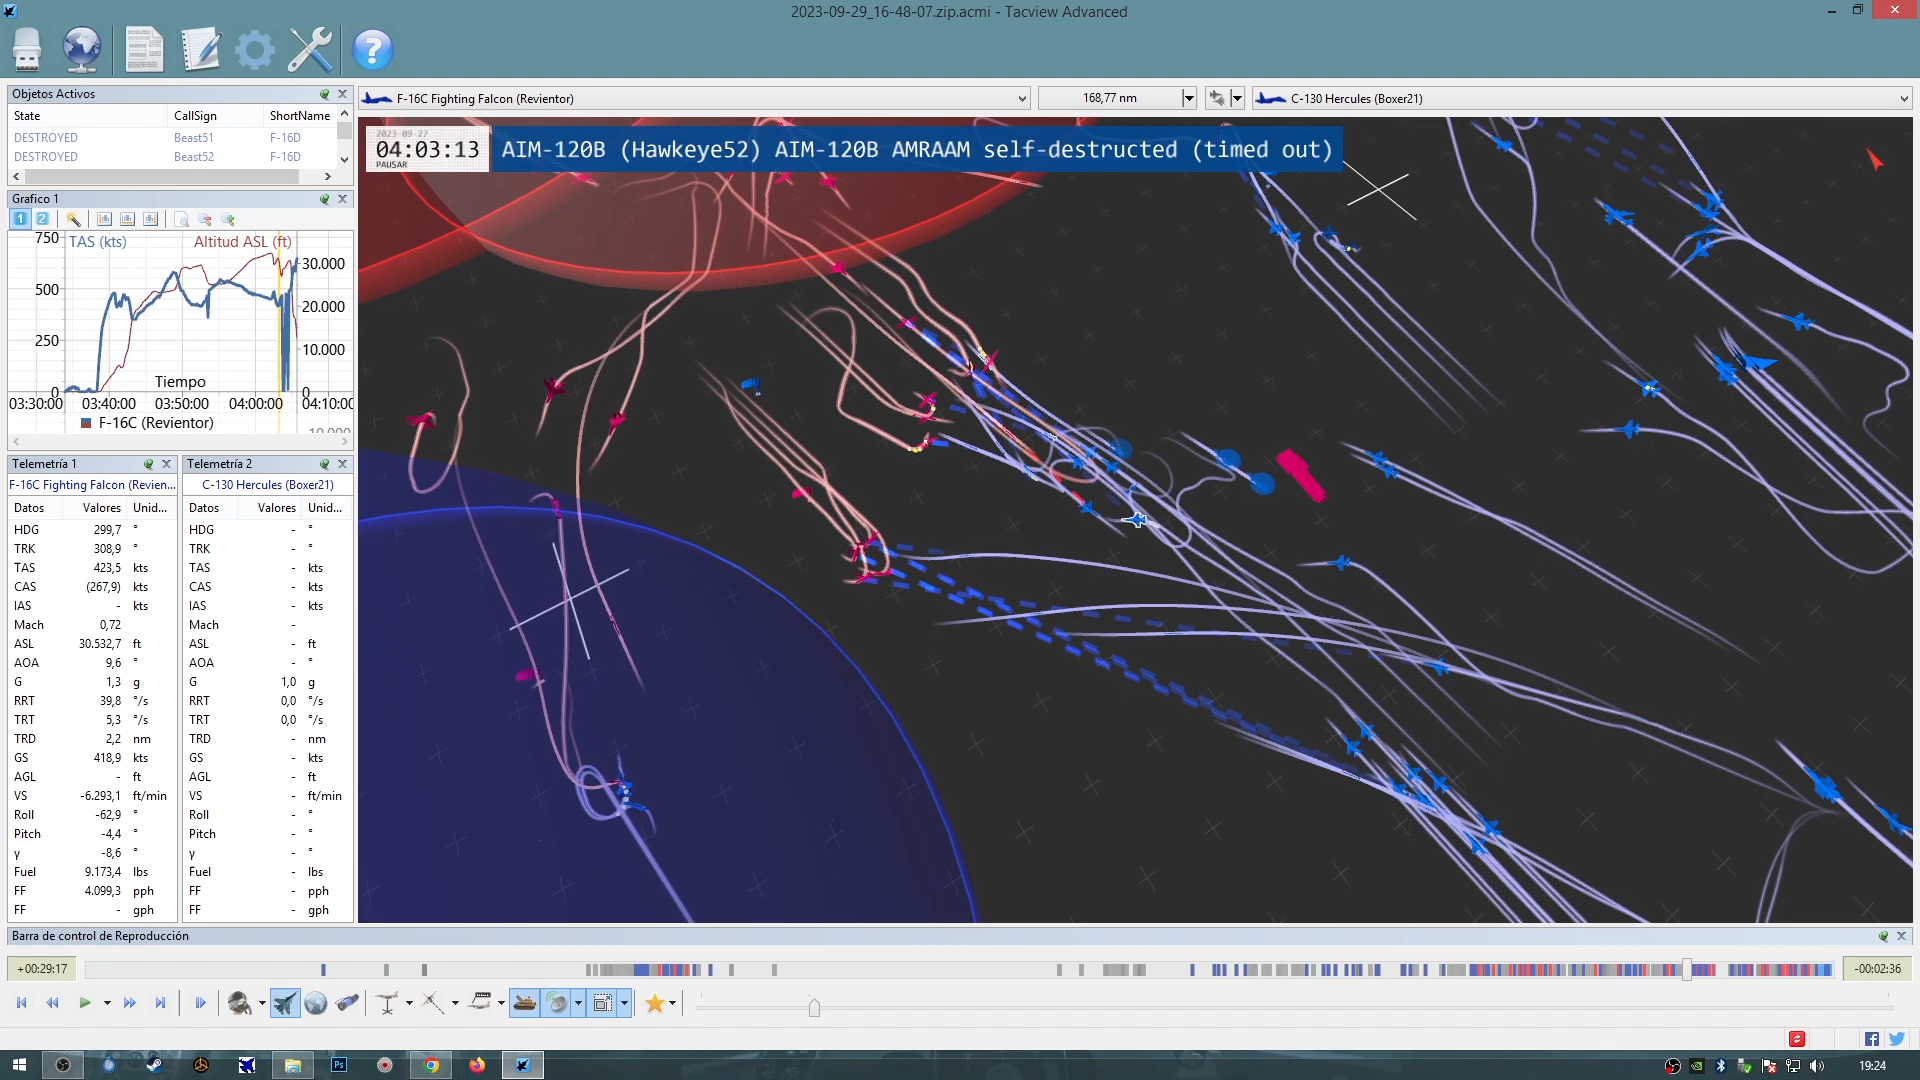 2023-09-29_16-48-07.zip.acmi - Tacview Advanced
Objetos Activos
State CallSign ShortName
DESTROYED Beast51 F-16D
DESTROYED Beast52 F-16D
F-16C Fighting Falcon (Revientor) 168,77 nm C-130 Hercules (Boxer21)
2023-09-27
04:03:13
PAUSAR
AIM-120B (Hawkeye52) AIM-120B AMRAAM self-destructed (timed out)
Grafico 1
1 2
TAS (kts) Altitud ASL (ft)
750
500
250
0
30.000
20.000
10.000
0
-10.000
Tiempo
03:30:00 03:40:00 03:50:00 04:00:00 04:10:00
F-16C (Revientor)
Telemetría 1
F-16C Fighting Falcon (Revien...
Datos Valores Unid...
HDG 299,7 °
TRK 308,9 °
TAS 423,5 kts
CAS (267,9) kts
IAS - kts
Mach 0,72
ASL 30.532,7 ft
AOA 9,6 °
G 1,3 g
RRT 39,8 °/s
TRT 5,3 °/s
TRD 2,2 nm
GS 418,9 kts
AGL - ft
VS -6.293,1 ft/min
Roll -62,9 °
Pitch -4,4 °
γ -8,6 °
Fuel 9.173,4 lbs
FF 4.099,3 pph
FF - gph
Telemetría 2
C-130 Hercules (Boxer21)
Datos Valores Unid...
HDG - °
TRK - °
TAS - kts
CAS - kts
IAS - kts
Mach -
ASL - ft
AOA - °
G 1,0 g
RRT 0,0 °/s
TRT 0,0 °/s
TRD - nm
GS - kts
AGL - ft
VS - ft/min
Roll - °
Pitch - °
γ - °
Fuel - lbs
FF - pph
FF - gph
Barra de control de Reproducción
+00:29:17
-00:02:36
Ps
19:24